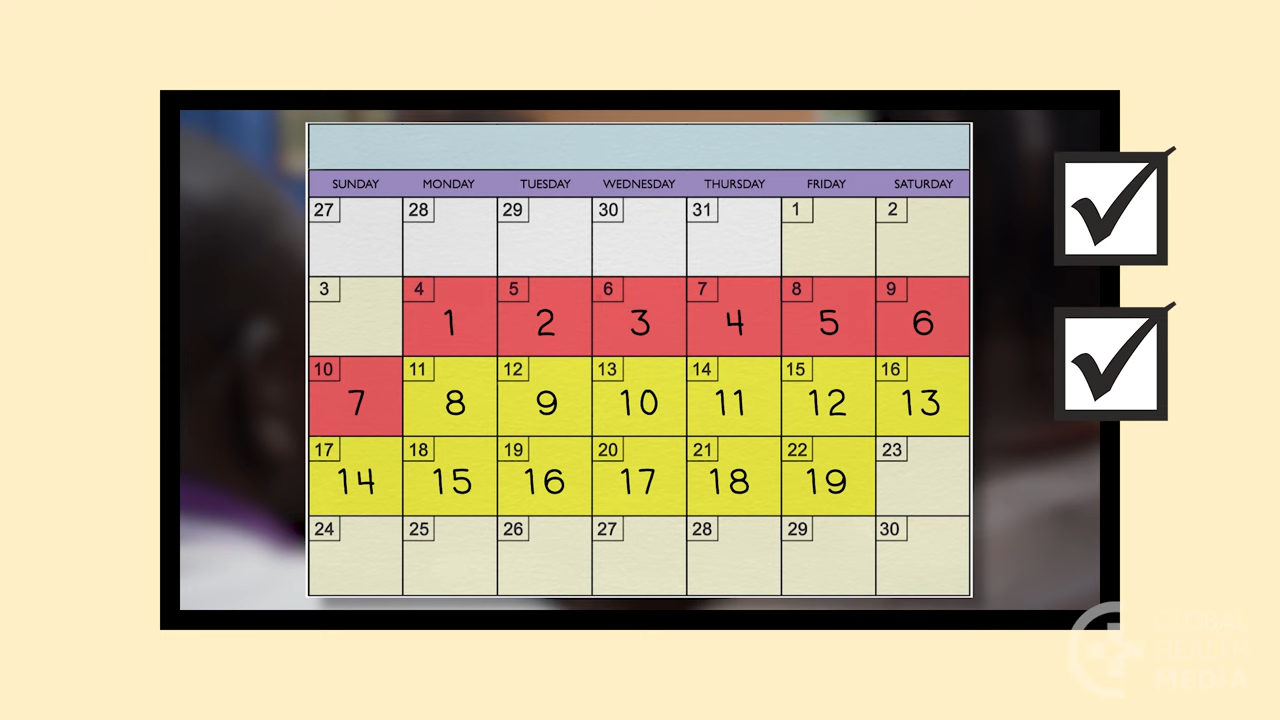 SUNDAY MONDAY TUESDAY WEDNESDAY THURSDAY FRIDAY SATURDAY
27 28 29 30 31 1 2
3 4 5 6 7 8 9
1 2 3 4 5 6
10 11 12 13 14 15 16
7 8 9 10 11 12 13
17 18 19 20 21 22 23
14 15 16 17 18 19
24 25 26 27 28 29 30
GLOBAL
HEALTH
MEDIA